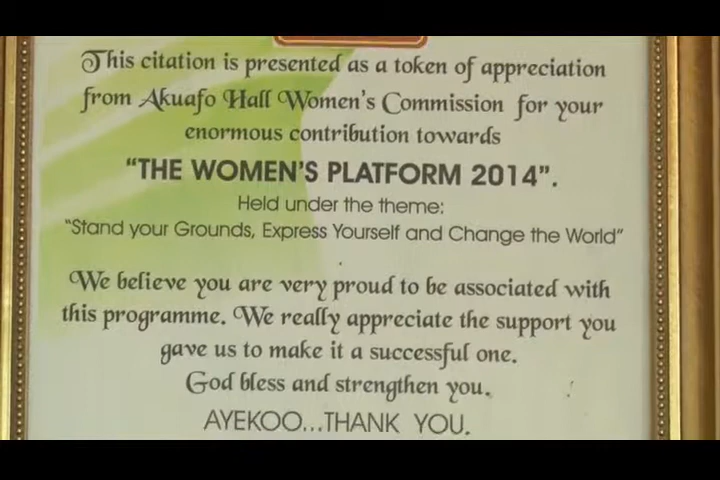 This citation is presented as a token of appreciation
from Akuafo Hall Women's Commission for your
enormous contribution towards
"THE WOMEN'S PLATFORM 2014".
Held under the theme:
"Stand your Grounds, Express Yourself and Change the World"
We believe you are very proud to be associated with
this programme. We really appreciate the support you
gave us to make it a successful one.
God bless and strengthen you.
AYEKOO...THANK YOU.